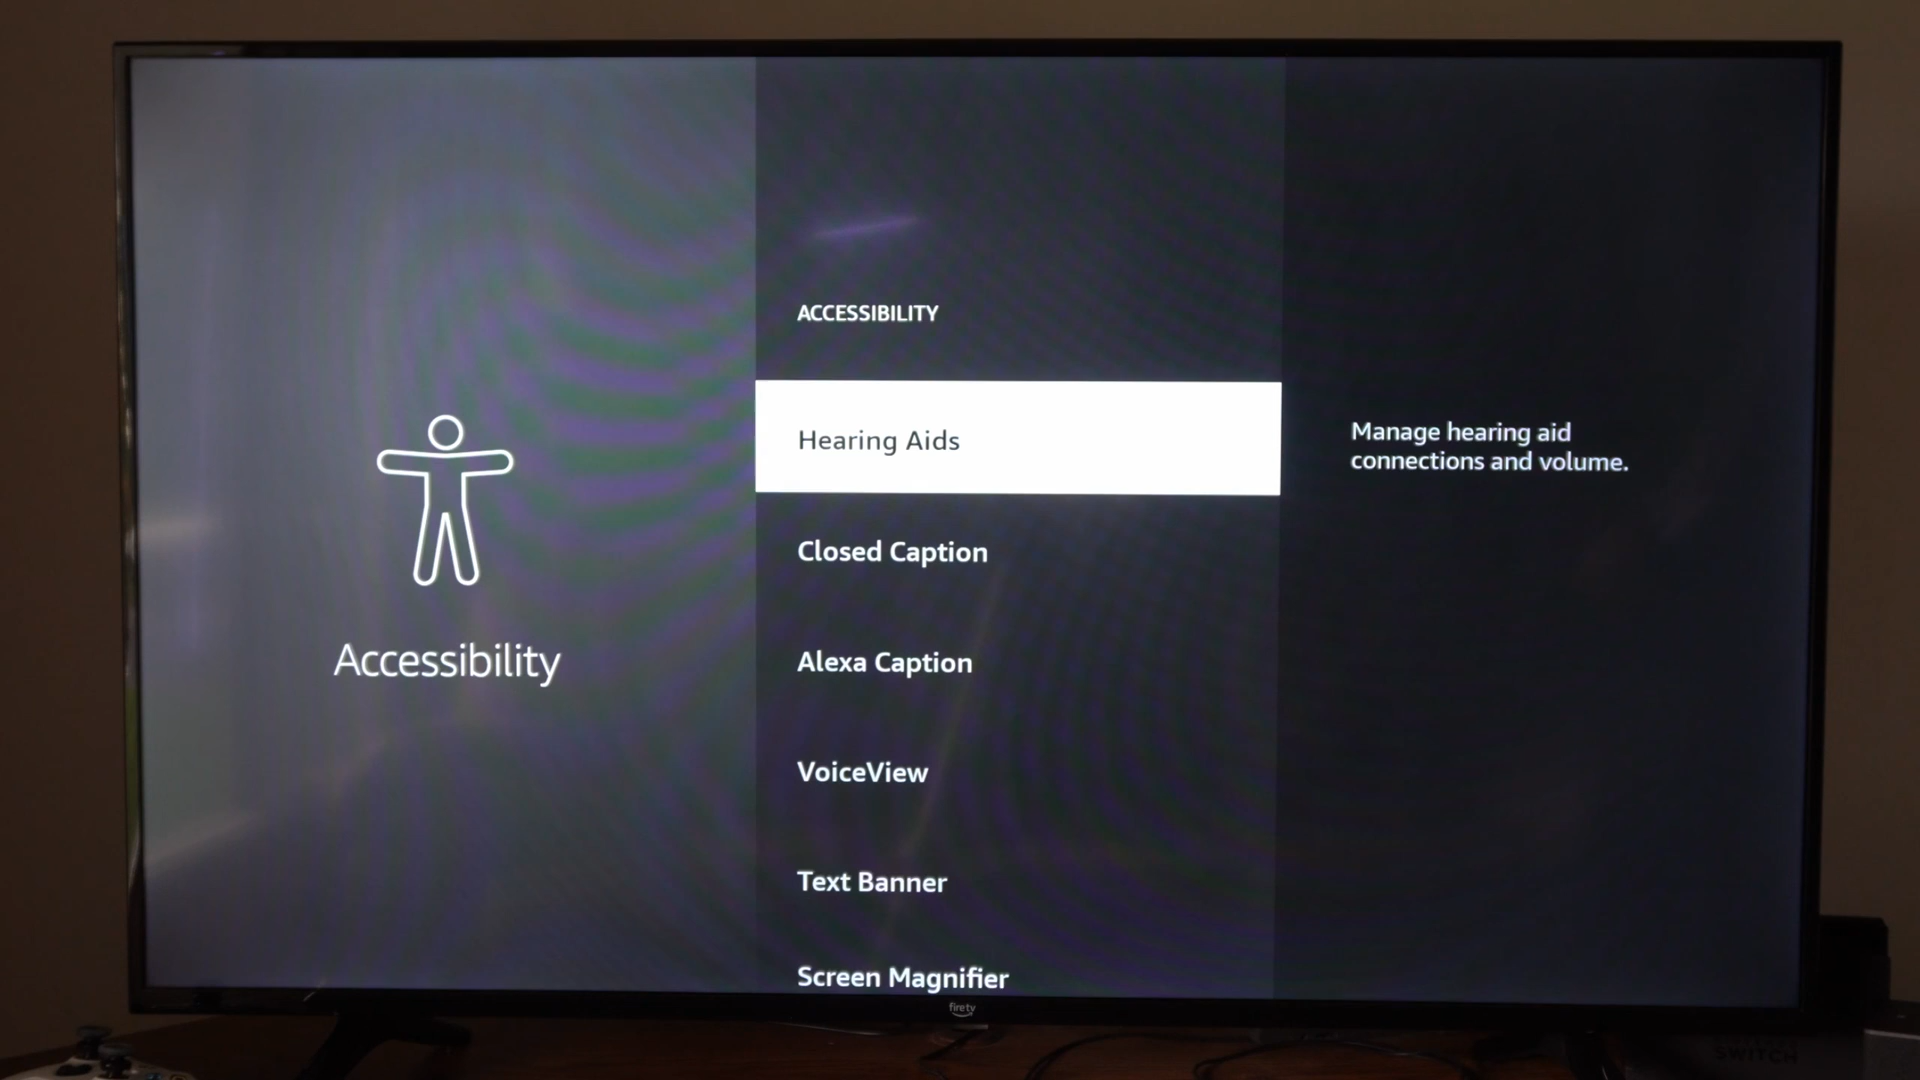 Accessibility
ACCESSIBILITY
Hearing Aids
Closed Caption
Alexa Caption
VoiceView
Text Banner
Screen Magnifier
Manage hearing aid
connections and volume.
firetv
SWITCH